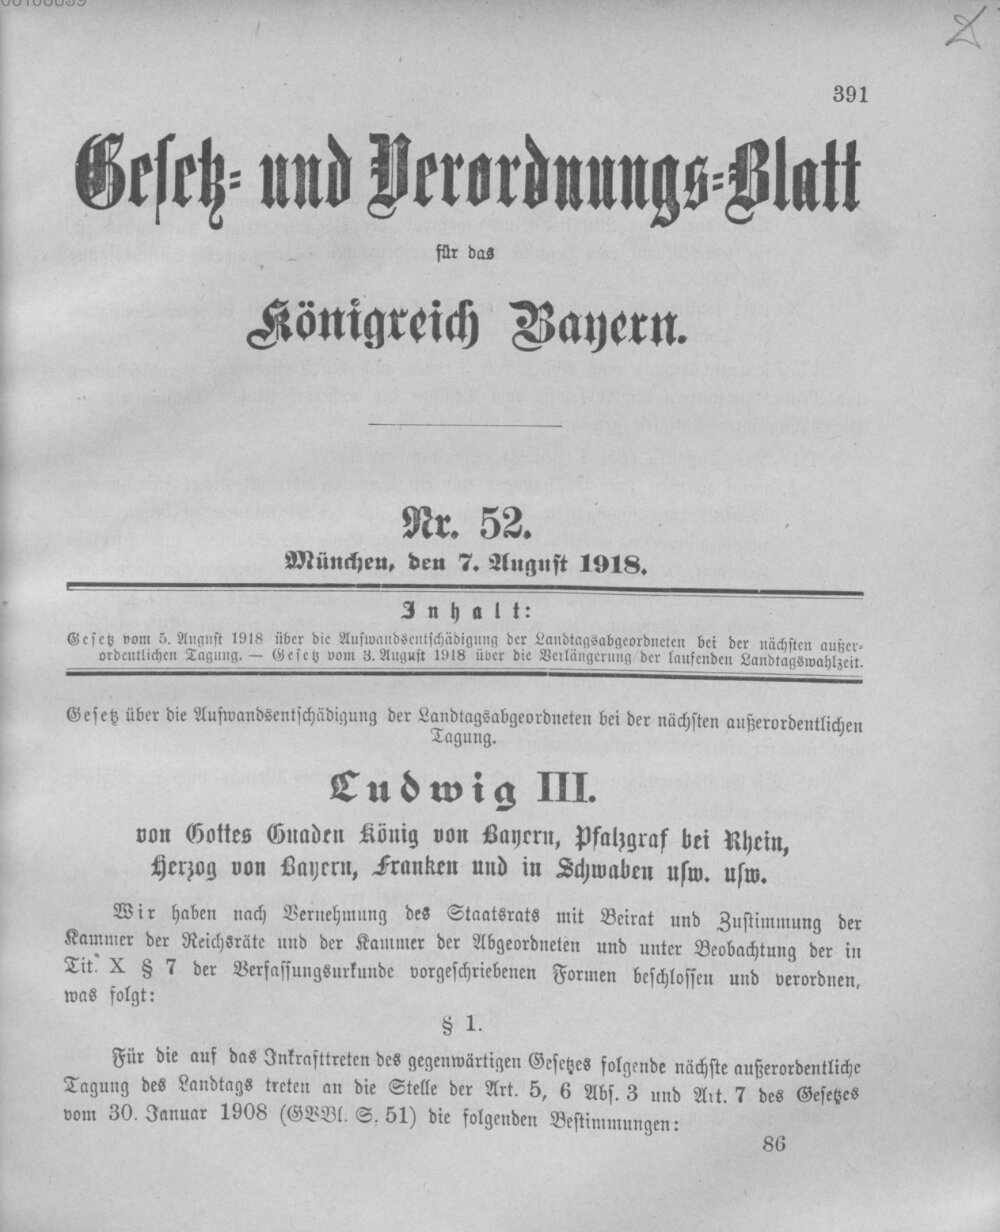 00108839
391
Gesetz- und Verordnungs-Blatt
für das
Königreich Bayern.
Nr. 52.
München, den 7. August 1918.
Inhalt:
Gesetz vom 5. August 1918 über die Aufwandsentschädigung der Landtagsabgeordneten bei der nächsten außer-
ordentlichen Tagung. — Gesetz vom 3. August 1918 über die Verlängerung der laufenden Landtagswahlzeit.
Gesetz über die Aufwandsentschädigung der Landtagsabgeordneten bei der nächsten außerordentlichen
Tagung.
Ludwig III.
von Gottes Gnaden König von Bayern, Pfalzgraf bei Rhein,
Herzog von Bayern, Franken und in Schwaben usw. usw.
Wir haben nach Vernehmung des Staatsrats mit Beirat und Zustimmung der
Kammer der Reichsräte und der Kammer der Abgeordneten und unter Beobachtung der in
Tit. X § 7 der Verfassungsurkunde vorgeschriebenen Formen beschlossen und verordnen,
was folgt:
§ 1.
Für die auf das Inkrafttreten des gegenwärtigen Gesetzes folgende nächste außerordentliche
Tagung des Landtags treten an die Stelle der Art. 5, 6 Abs. 3 und Art. 7 des Gesetzes
vom 30. Januar 1908 (GVBl. S. 51) die folgenden Bestimmungen:
86